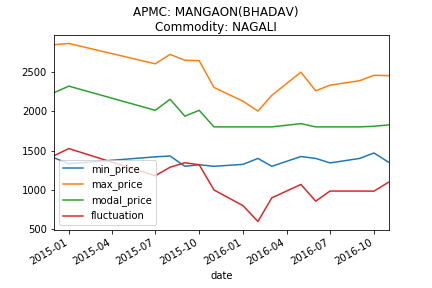 APMC: MANGAON(BHADAV)
Commodity: NAGALI
2500
2000
1500
1000
500
min_price
max_price
modal_price
fluctuation
2015-01
2015-04
2015-07
2015-10
2016-01
2016-04
2016-07
2016-10
date